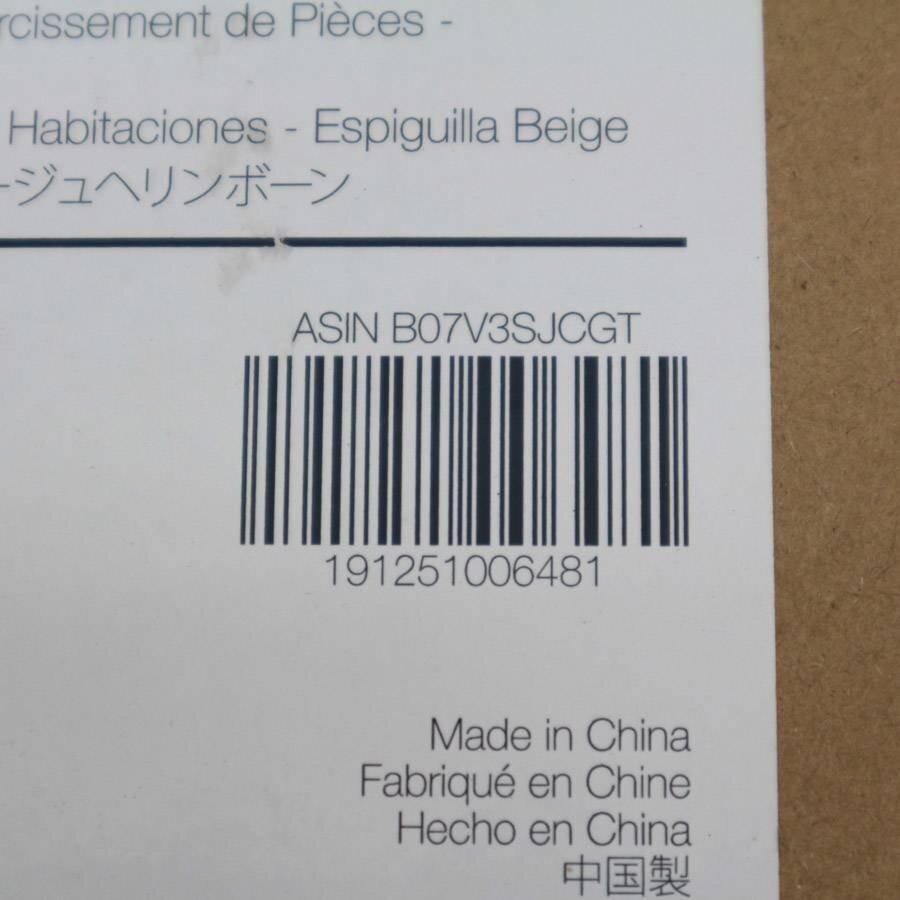 rcissement de Pièces -
Habitaciones - Espiguilla Beige
ージュヘリンボーン
ASIN B07V3SJCGT
191251006481
Made in China
Fabriqué en Chine
Hecho en China
中国製